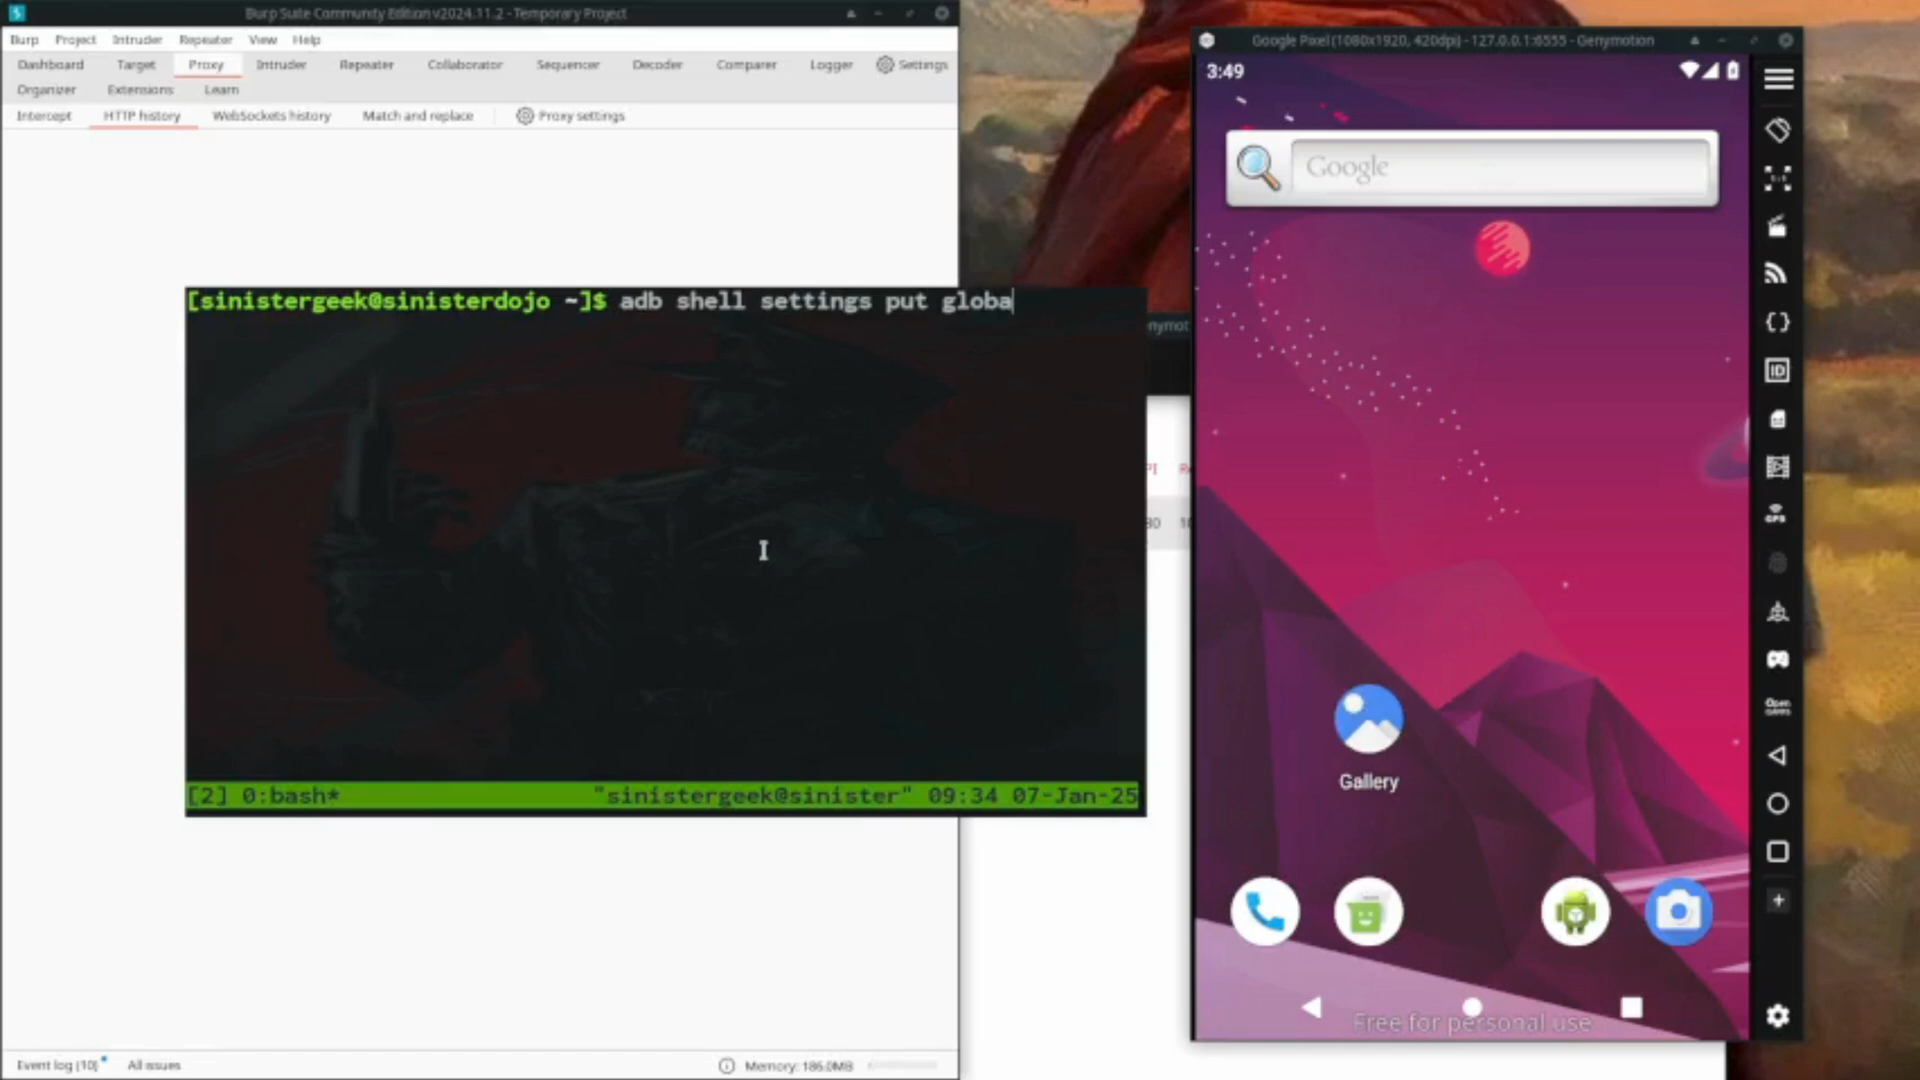 Burp Suite Community Edition v2024.11.2 - Temporary Project
Burp Project Intruder Repeater View Help
Dashboard Target Proxy Intruder Repeater Collaborator Sequencer Decoder Comparer Logger Settings
Organizer Extensions Learn
Intercept HTTP history WebSockets history Match and replace Proxy settings
[sinistergeek@sinisterdojo ~]$ adb shell settings put globa
[2] 0:bash* "sinistergeek@sinister" 09:34 07-Jan-25
Event log (10) All issues Memory: 186.0MB
Google Pixel (1080x1920, 420dpi) - 127.0.0.1:6555 - Genymotion
3:49
Google
ID
GPS
Open
Gallery
Free for personal use